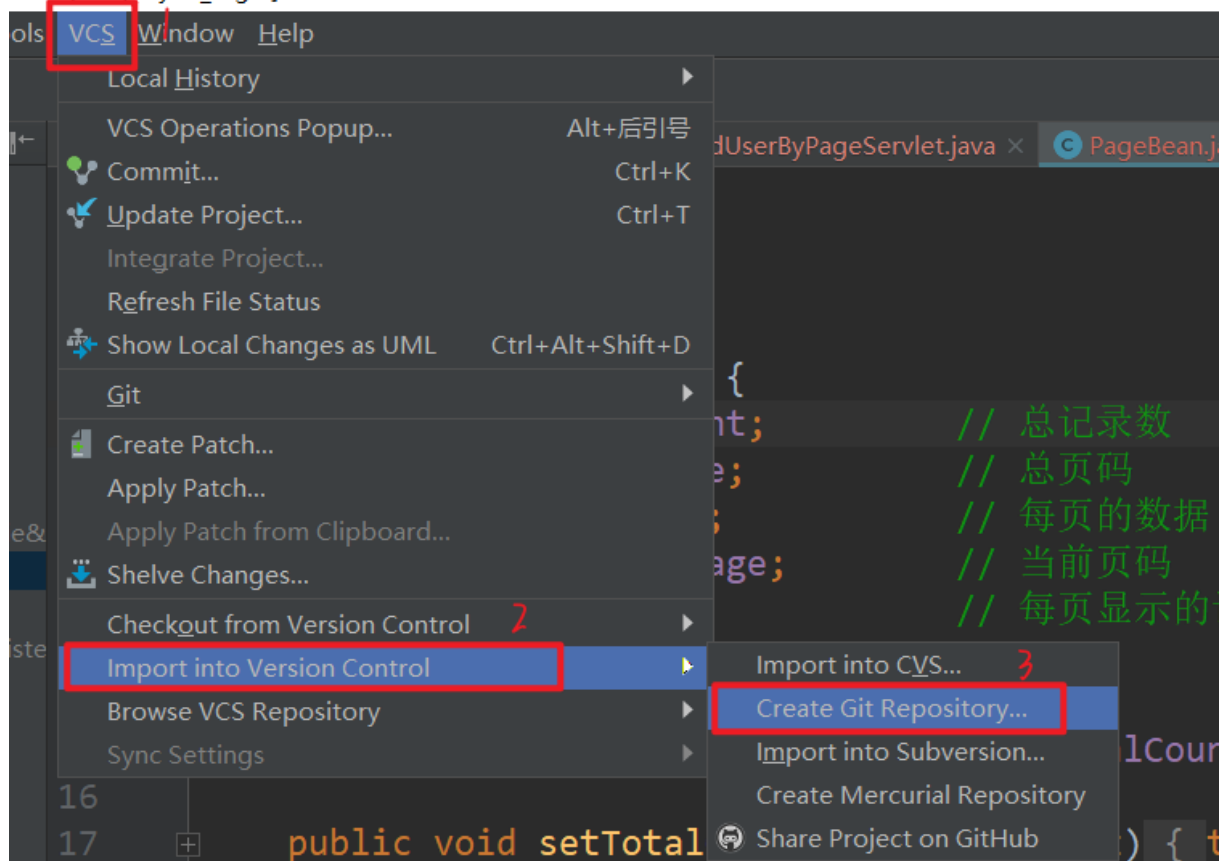 ols VCS 1 Window Help
Local History
VCS Operations Popup... Alt+后引号
dUserByPageServlet.java × C PageBean.j
Commit... Ctrl+K
Update Project... Ctrl+T
Integrate Project...
Refresh File Status
Show Local Changes as UML Ctrl+Alt+Shift+D
{
Git
nt; // 总记录数
Create Patch...
e; // 总页码
Apply Patch...
; // 每页的数据
e& Apply Patch from Clipboard...
age; // 当前页码
Shelve Changes...
// 每页显示的
Checkout from Version Control 2
iste
Import into Version Control
Import into CVS... 3
Browse VCS Repository
Create Git Repository...
Sync Settings
Import into Subversion... lCour
16
Create Mercurial Repository
17 public void setTotal Share Project on GitHub ) { t